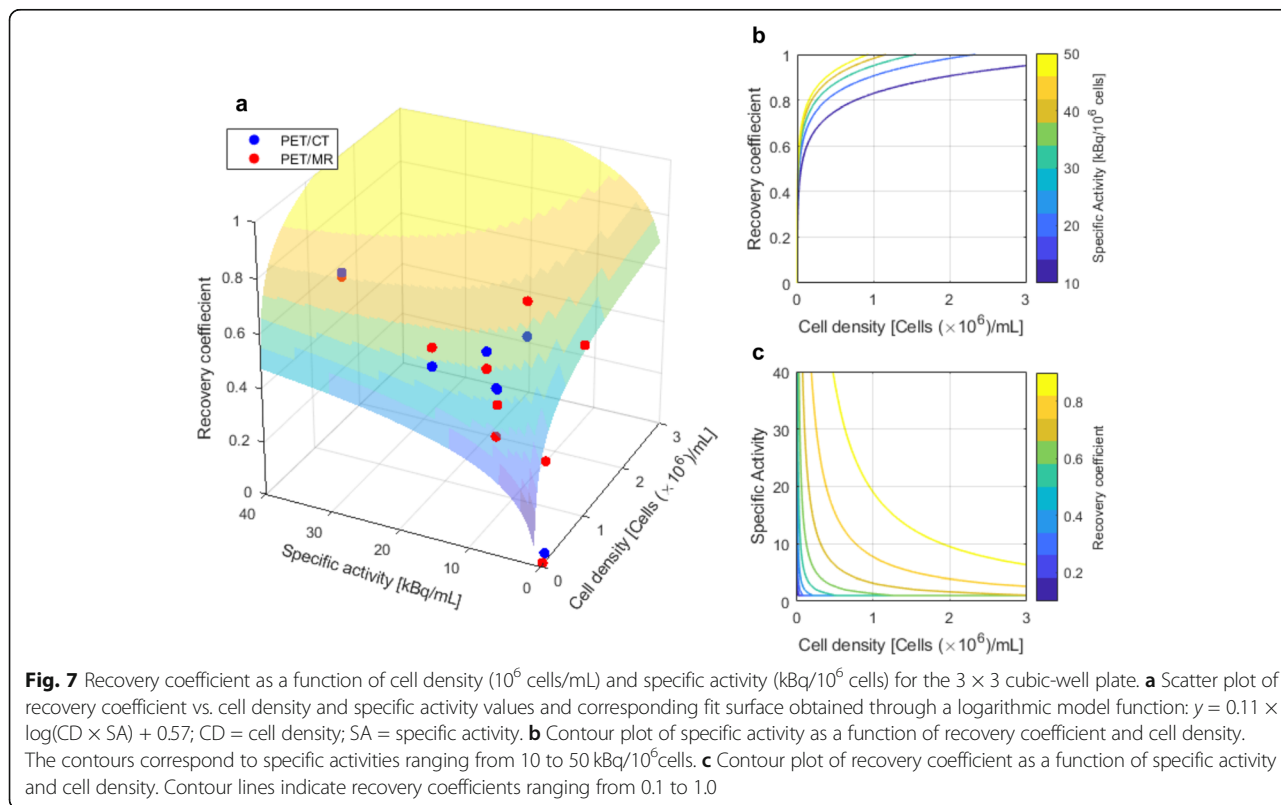 a
PET/CT
PET/MR
Recovery coeffiecient
1
0.8
0.6
0.4
0.2
0
40
30
20
10
0
Specific activity [kBq/mL]
0
1
2
3
Cell density [Cells (×10⁶)/mL]
b
Recovery coeffiecient
1
0.8
0.6
0.4
0.2
0
0
1
2
3
Cell density [Cells (×10⁶)/mL]
50
40
30
20
10
Specific Activity [kBq/10⁶ cells]
c
Specific Activity
40
30
20
10
0
0
1
2
3
Cell density [Cells (×10⁶)/mL]
0.8
0.6
0.4
0.2
Recovery coefficient
Fig. 7 Recovery coefficient as a function of cell density (10⁶ cells/mL) and specific activity (kBq/10⁶ cells) for the 3 × 3 cubic-well plate. a Scatter plot of
recovery coefficient vs. cell density and specific activity values and corresponding fit surface obtained through a logarithmic model function: y = 0.11 ×
log(CD × SA) + 0.57; CD = cell density; SA = specific activity. b Contour plot of specific activity as a function of recovery coefficient and cell density.
The contours correspond to specific activities ranging from 10 to 50 kBq/10⁶cells. c Contour plot of recovery coefficient as a function of specific activity
and cell density. Contour lines indicate recovery coefficients ranging from 0.1 to 1.0